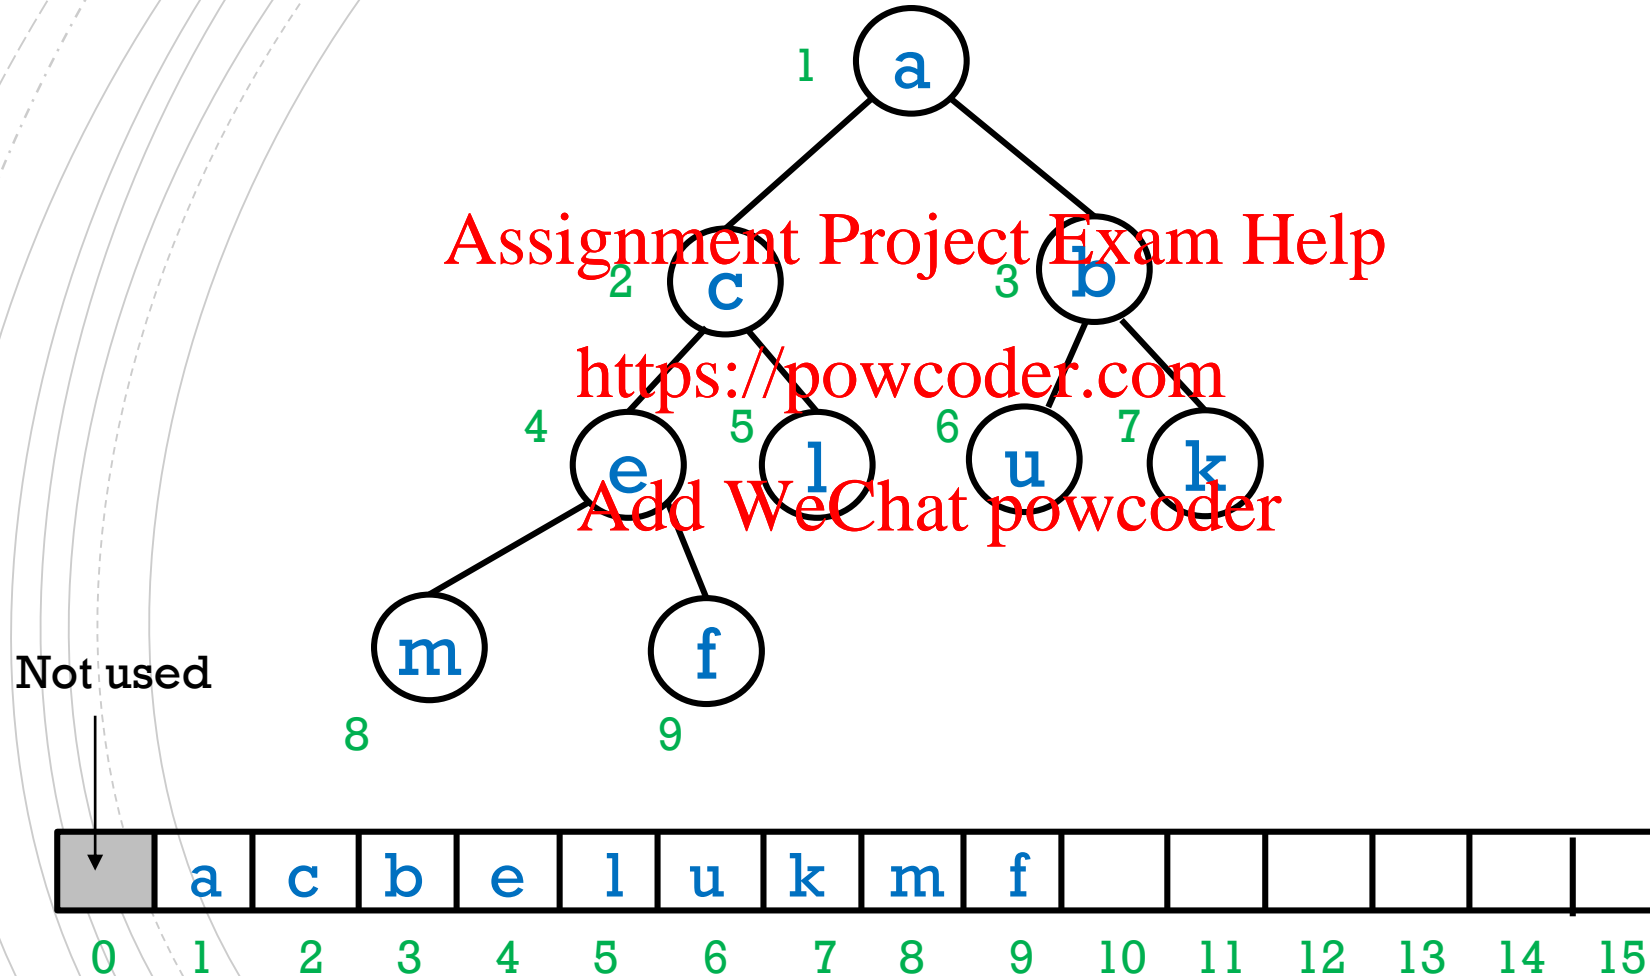 1 a
Assignment Project Exam Help
2 c 3 b
https://powcoder.com
4 e 5 l 6 u 7 k
Add WeChat powcoder
m f
Not used
8 9
a c b e l u k m f
0 1 2 3 4 5 6 7 8 9 10 11 12 13 14 15